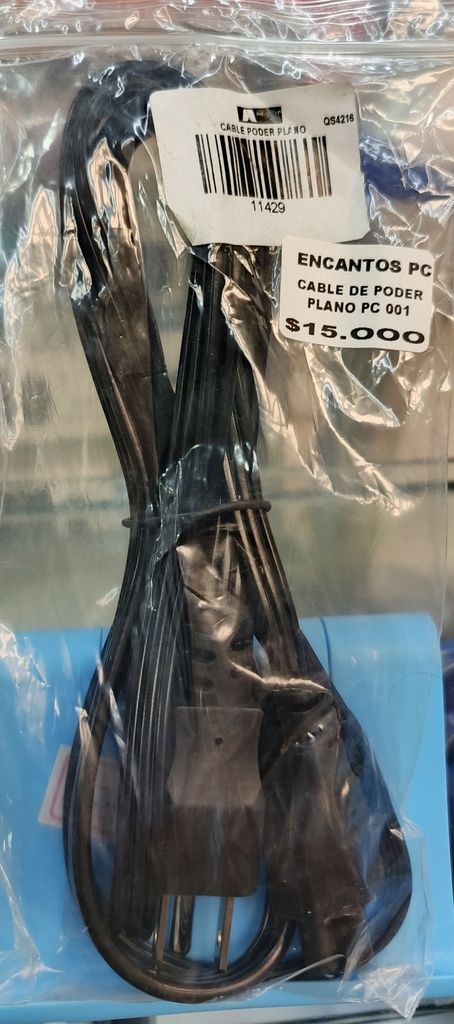 QS4216
CABLE PODER PLANO
11429
ENCANTOS PC
CABLE DE PODER
PLANO PC 001
$15.000